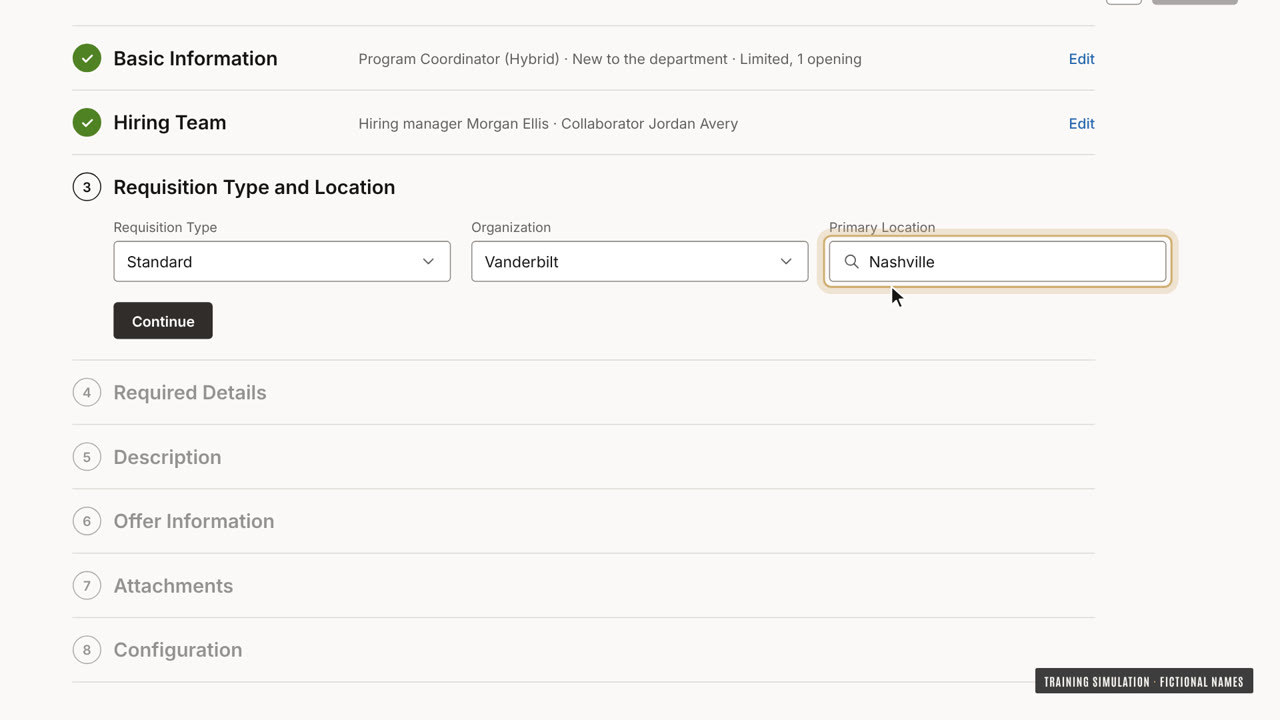 Basic Information
Program Coordinator (Hybrid) · New to the department · Limited, 1 opening
Edit
Hiring Team
Hiring manager Morgan Ellis · Collaborator Jordan Avery
Edit
3
Requisition Type and Location
Requisition Type
Organization
Primary Location
Standard
Vanderbilt
Nashville
Continue
4
Required Details
5
Description
6
Offer Information
7
Attachments
8
Configuration
TRAINING SIMULATION · FICTIONAL NAMES